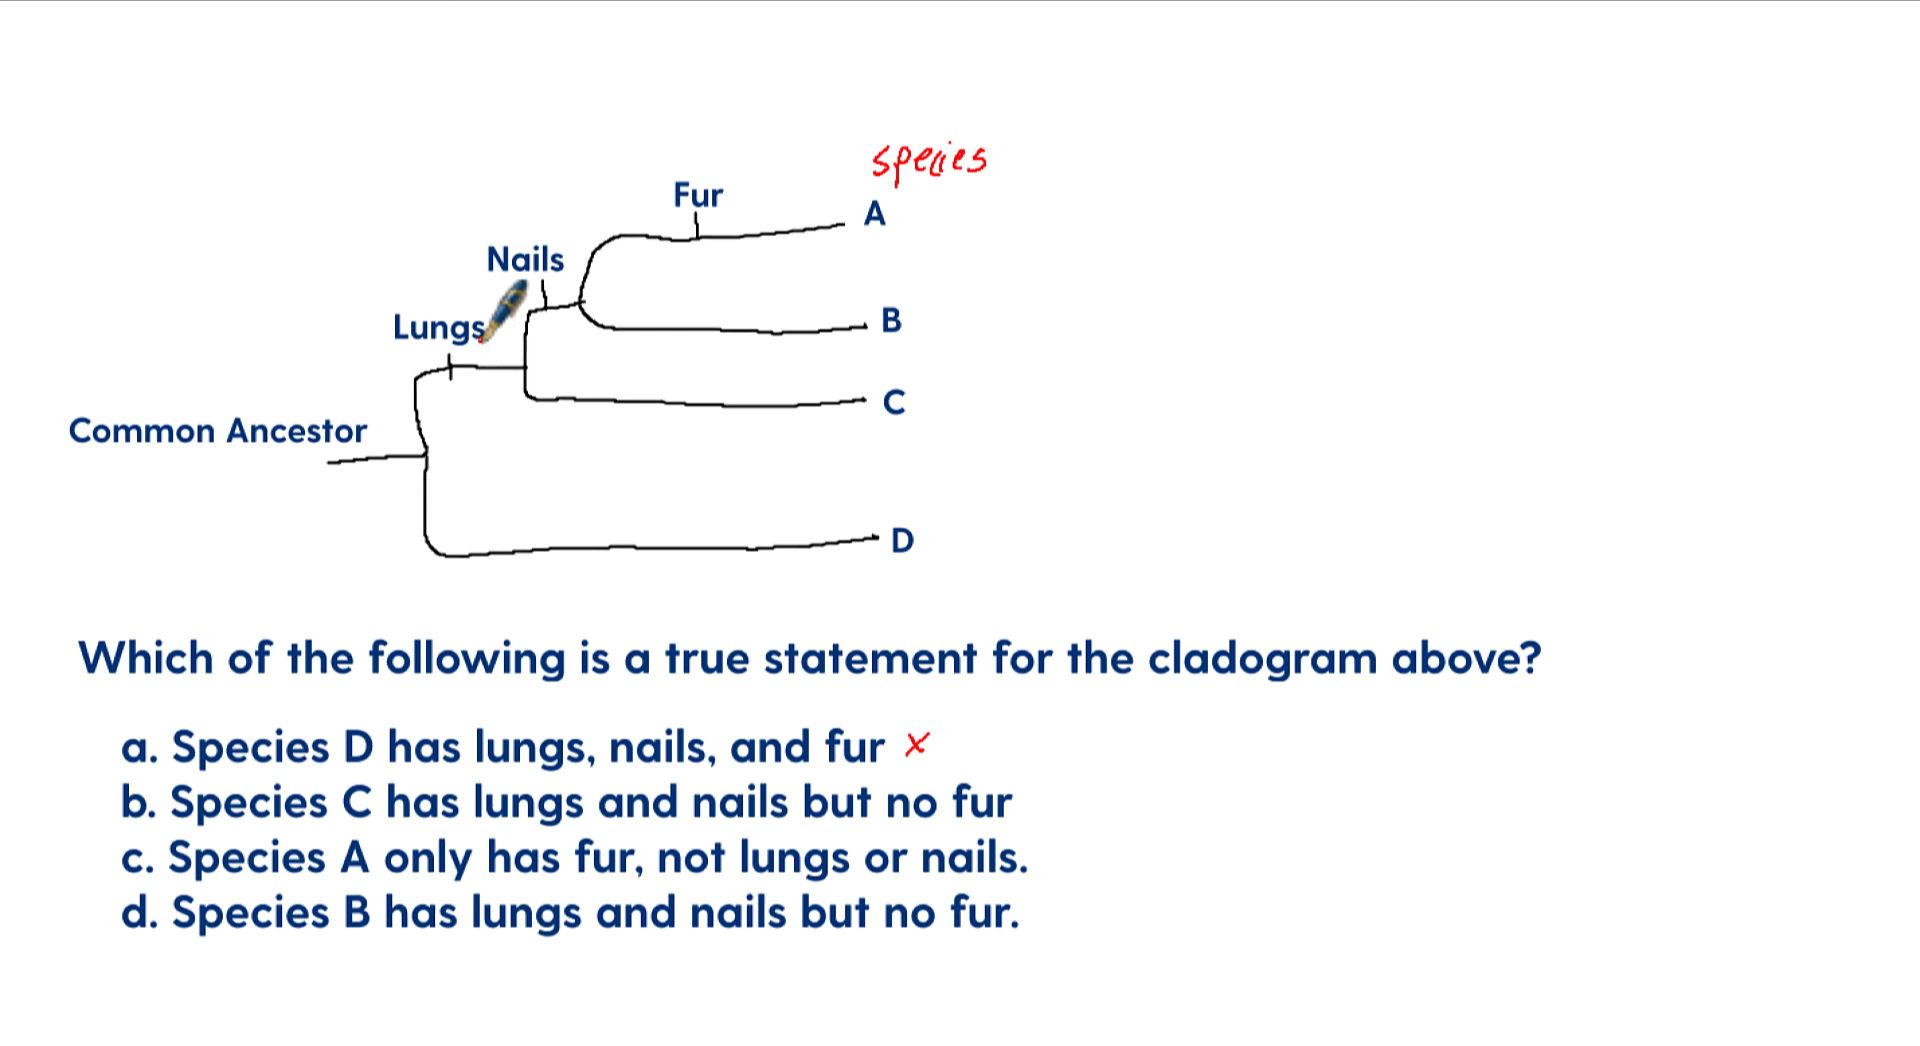 species
Fur
A
Nails
B
Lungs
C
Common Ancestor
D
Which of the following is a true statement for the cladogram above?
a. Species D has lungs, nails, and fur x
b. Species C has lungs and nails but no fur
c. Species A only has fur, not lungs or nails.
d. Species B has lungs and nails but no fur.